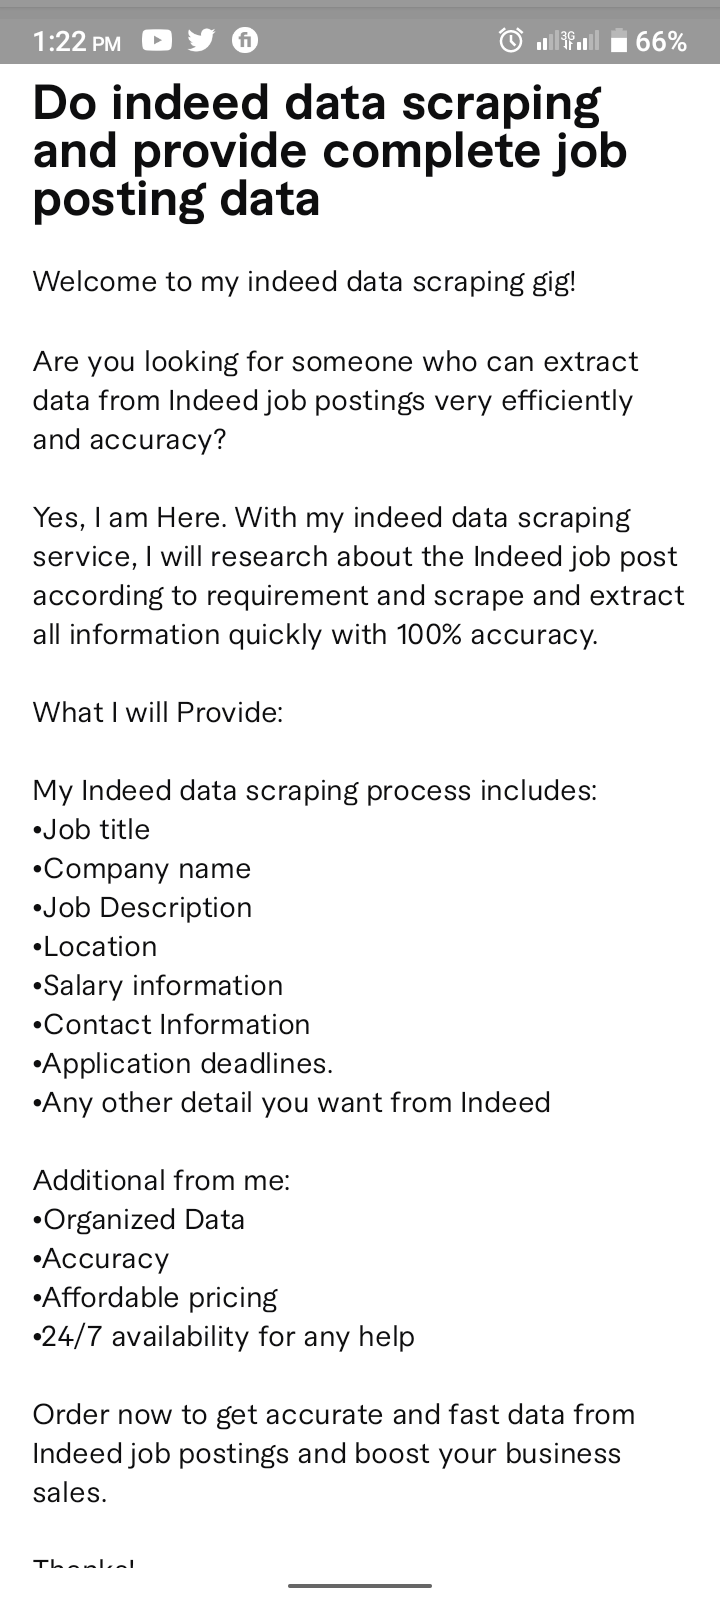 1:22 PM 66%
Do indeed data scraping
and provide complete job
posting data
Welcome to my indeed data scraping gig!
Are you looking for someone who can extract
data from Indeed job postings very efficiently
and accuracy?
Yes, I am Here. With my indeed data scraping
service, I will research about the Indeed job post
according to requirement and scrape and extract
all information quickly with 100% accuracy.
What I will Provide:
My Indeed data scraping process includes:
•Job title
•Company name
•Job Description
•Location
•Salary information
•Contact Information
•Application deadlines.
•Any other detail you want from Indeed
Additional from me:
•Organized Data
•Accuracy
•Affordable pricing
•24/7 availability for any help
Order now to get accurate and fast data from
Indeed job postings and boost your business
sales.